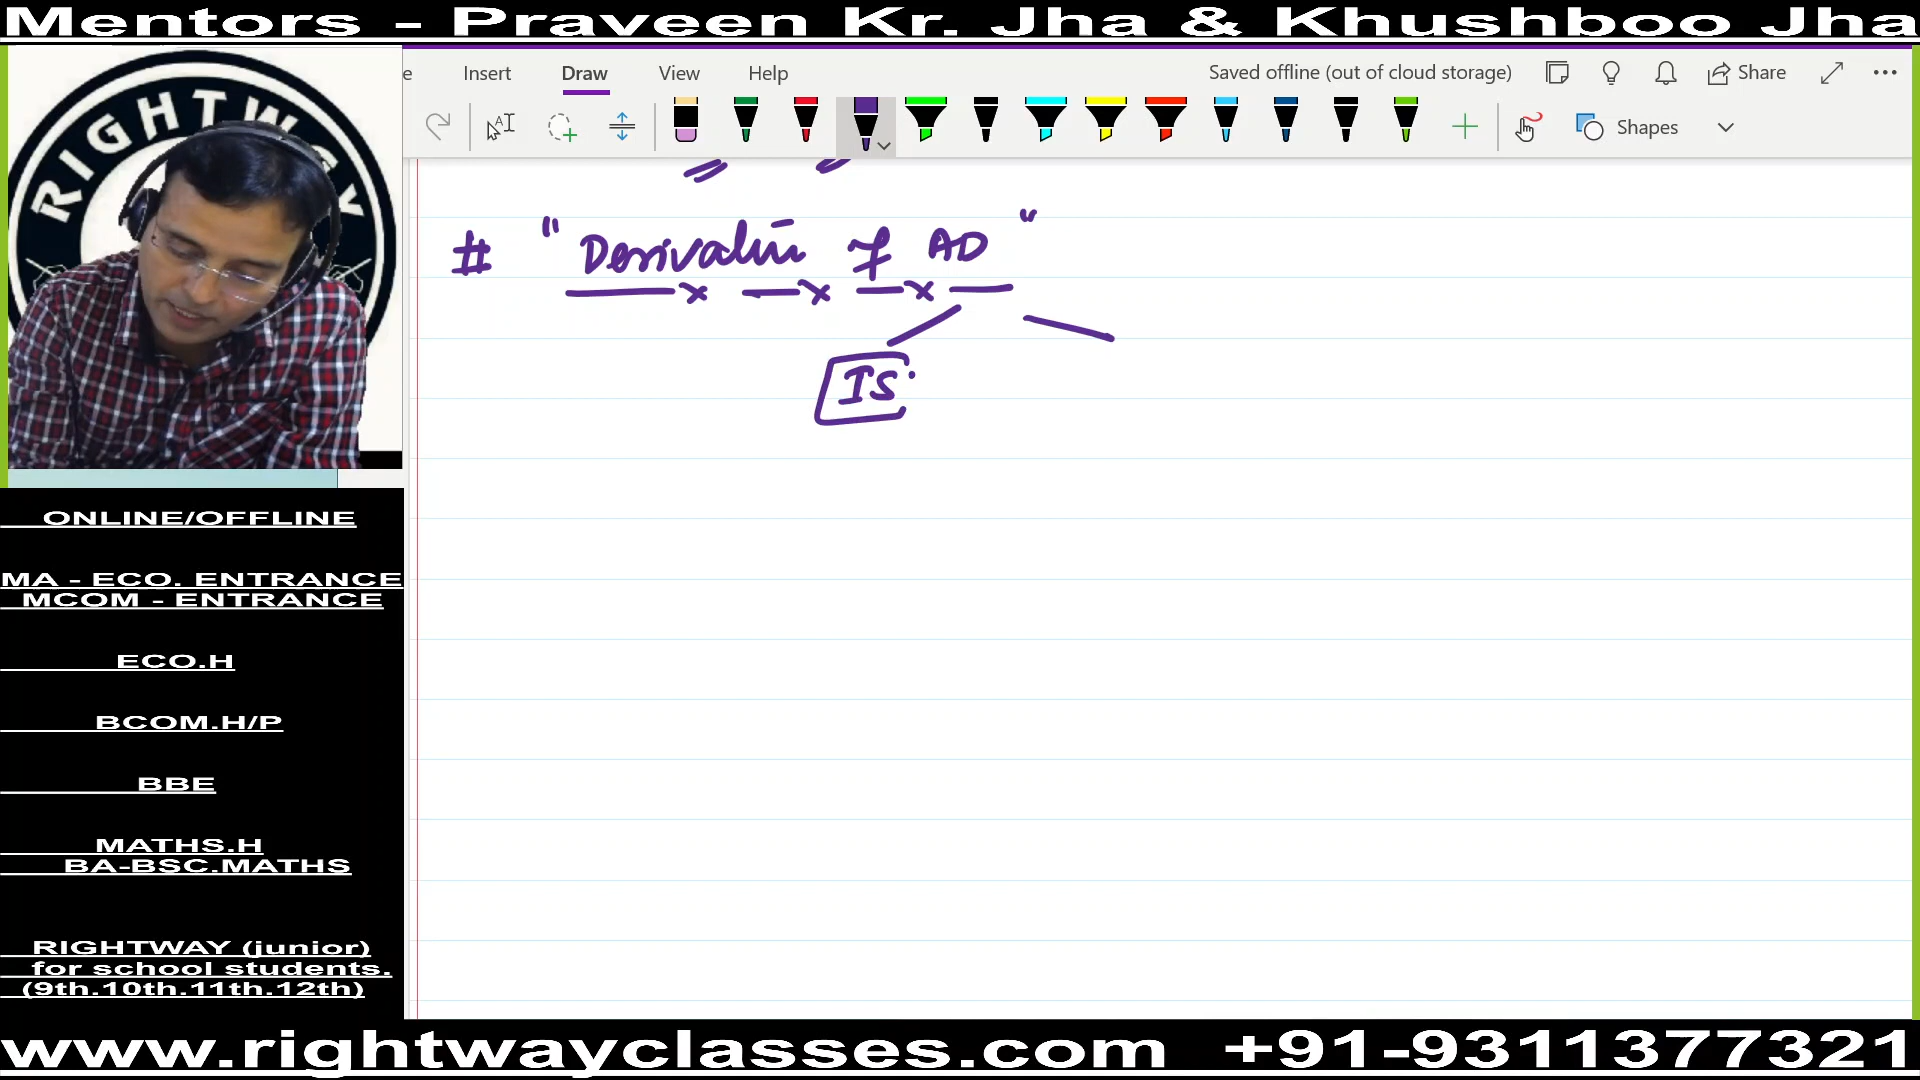 Mentors - Praveen Kr. Jha & Khushboo Jha
e Insert Draw View Help
Saved offline (out of cloud storage)
Share
Shapes
RIGHTWAY
# "Derivation of AD"
IS
ONLINE/OFFLINE
MA - ECO. ENTRANCE
MCOM - ENTRANCE
ECO.H
BCOM.H/P
BBE
MATHS.H
BA-BSC.MATHS
RIGHTWAY (junior)
for school students.
(9th.10th.11th.12th)
www.rightwayclasses.com +91-9311377321